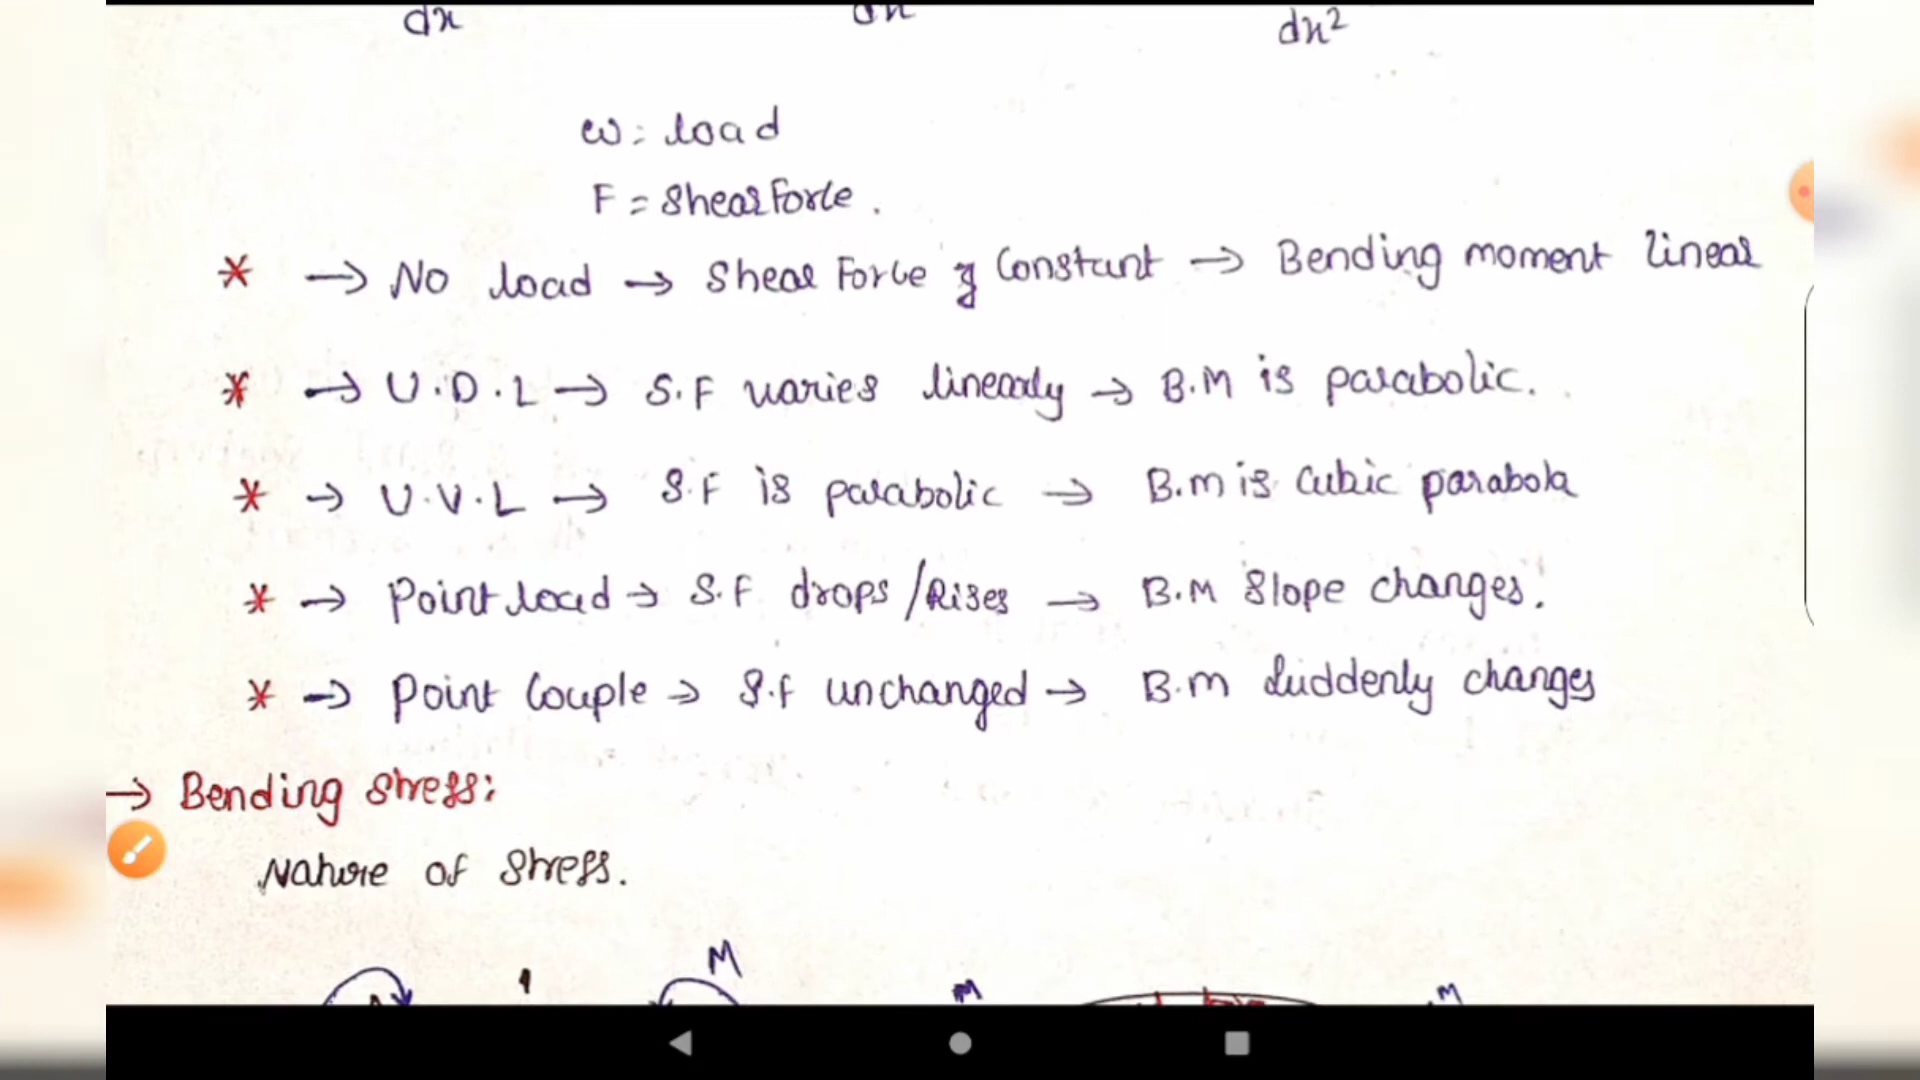 dx dx dx²
w: load
F = Shear Force.
* → No load → Shear Force is Constant → Bending moment linear
* → U.D.L → S.F varies linearly → B.M is parabolic.
* → U.V.L → S.F is parabolic → B.m is Cubic parabola
* → Point load → S.F drops/Rises → B.M Slope changes.
* → Point Couple → S.f unchanged → B.m Suddenly changes
→ Bending Stress:
Nature of Stress.
M
M M